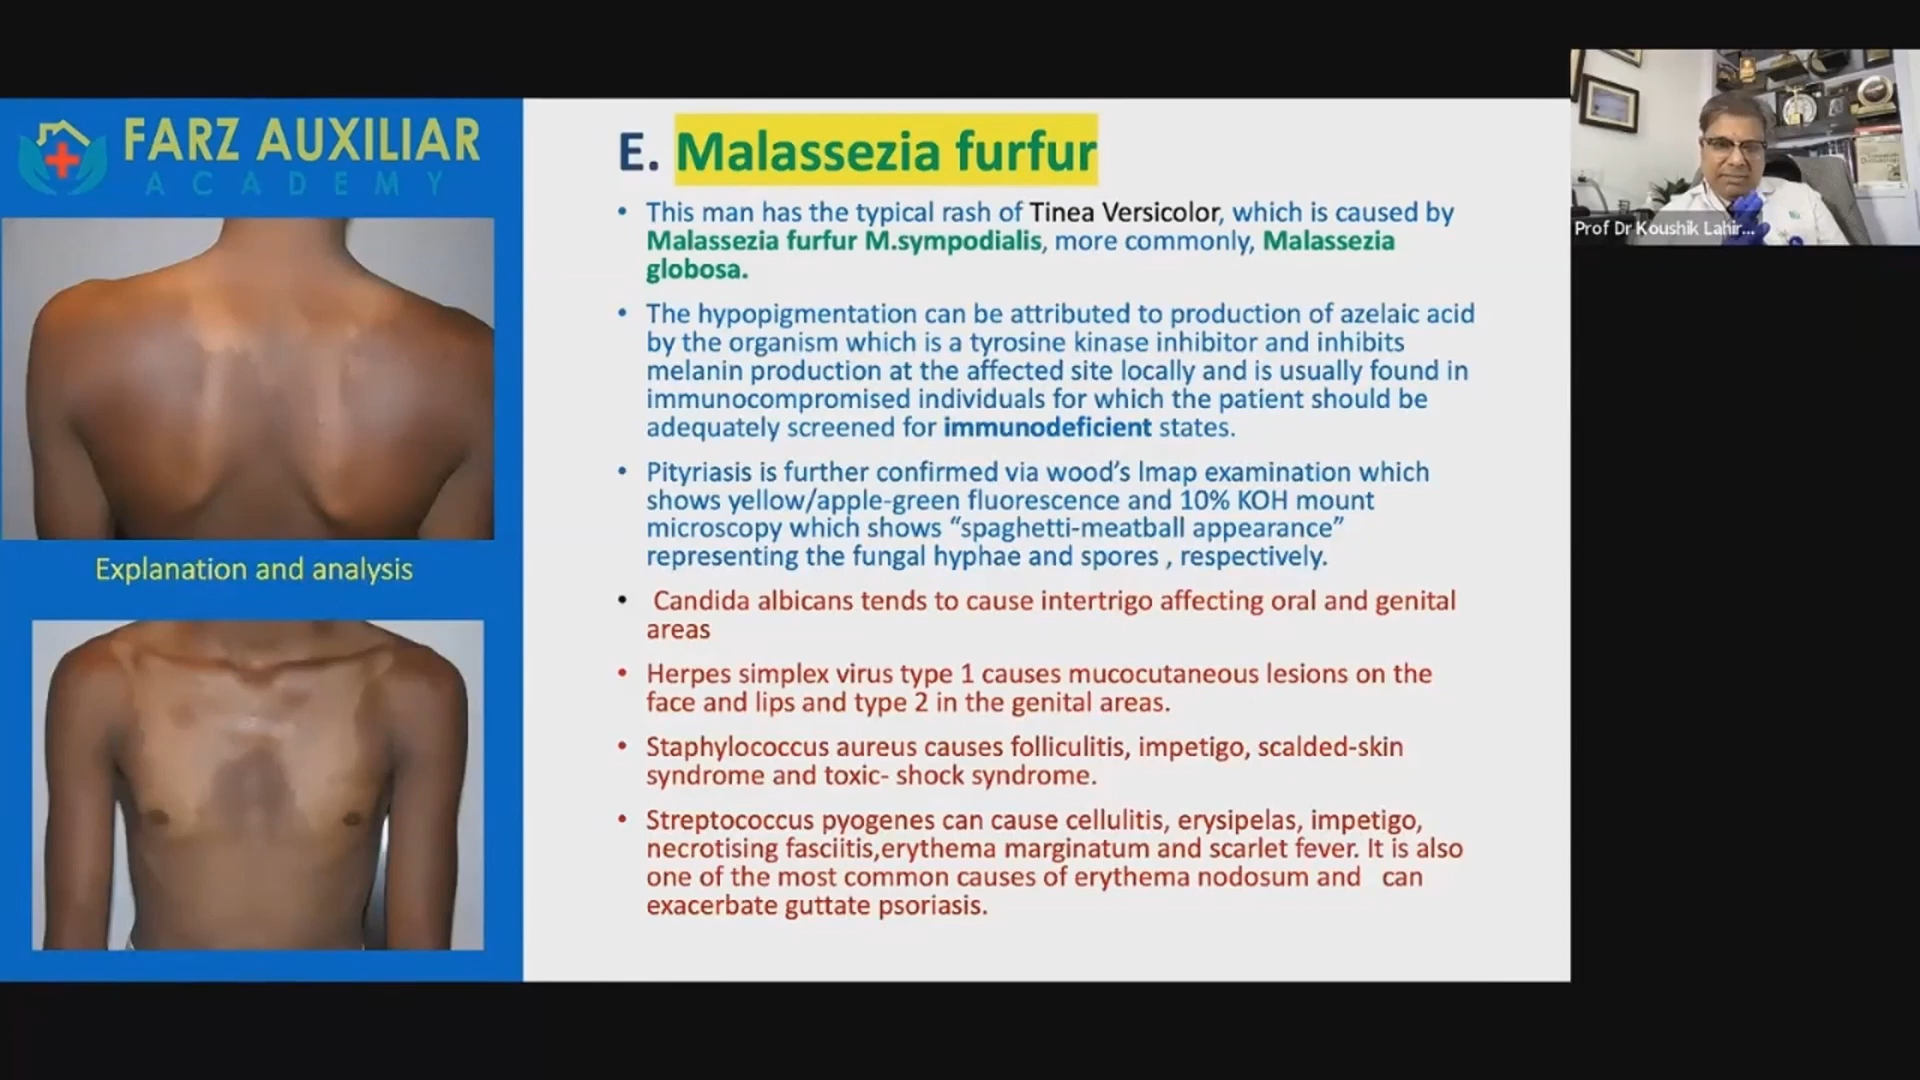 FARZ AUXILIAR
ACADEMY
Explanation and analysis
E. Malassezia furfur
• This man has the typical rash of Tinea Versicolor, which is caused by
Malassezia furfur M.sympodialis, more commonly, Malassezia
globosa.
• The hypopigmentation can be attributed to production of azelaic acid
by the organism which is a tyrosine kinase inhibitor and inhibits
melanin production at the affected site locally and is usually found in
immunocompromised individuals for which the patient should be
adequately screened for immunodeficient states.
• Pityriasis is further confirmed via wood's lmap examination which
shows yellow/apple-green fluorescence and 10% KOH mount
microscopy which shows “spaghetti-meatball appearance”
representing the fungal hyphae and spores , respectively.
• Candida albicans tends to cause intertrigo affecting oral and genital
areas
• Herpes simplex virus type 1 causes mucocutaneous lesions on the
face and lips and type 2 in the genital areas.
• Staphylococcus aureus causes folliculitis, impetigo, scalded-skin
syndrome and toxic- shock syndrome.
• Streptococcus pyogenes can cause cellulitis, erysipelas, impetigo,
necrotising fasciitis,erythema marginatum and scarlet fever. It is also
one of the most common causes of erythema nodosum and can
exacerbate guttate psoriasis.
Prof Dr Koushik Lahir...